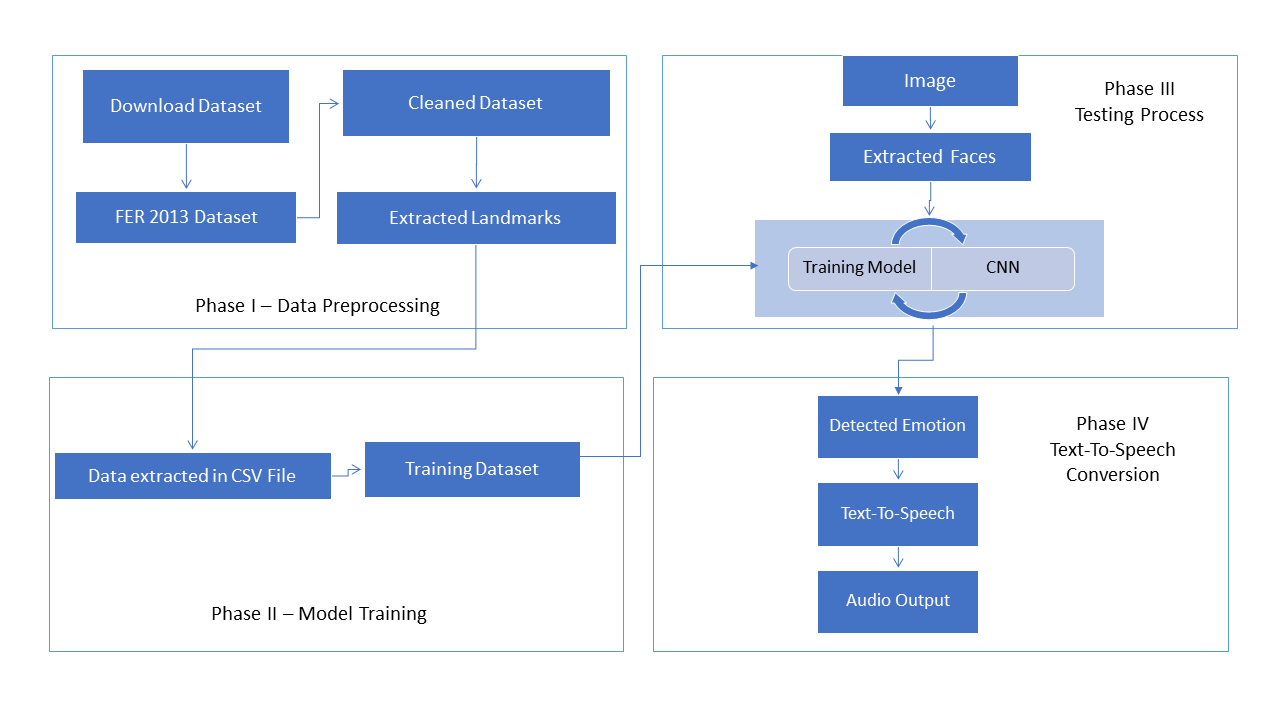 Download Dataset
FER 2013 Dataset
Cleaned Dataset
Extracted Landmarks
Phase I – Data Preprocessing
Data extracted in CSV File
Training Dataset
Phase II – Model Training
Image
Extracted Faces
Training Model
CNN
Phase III
Testing Process
Detected Emotion
Text-To-Speech
Audio Output
Phase IV
Text-To-Speech
Conversion